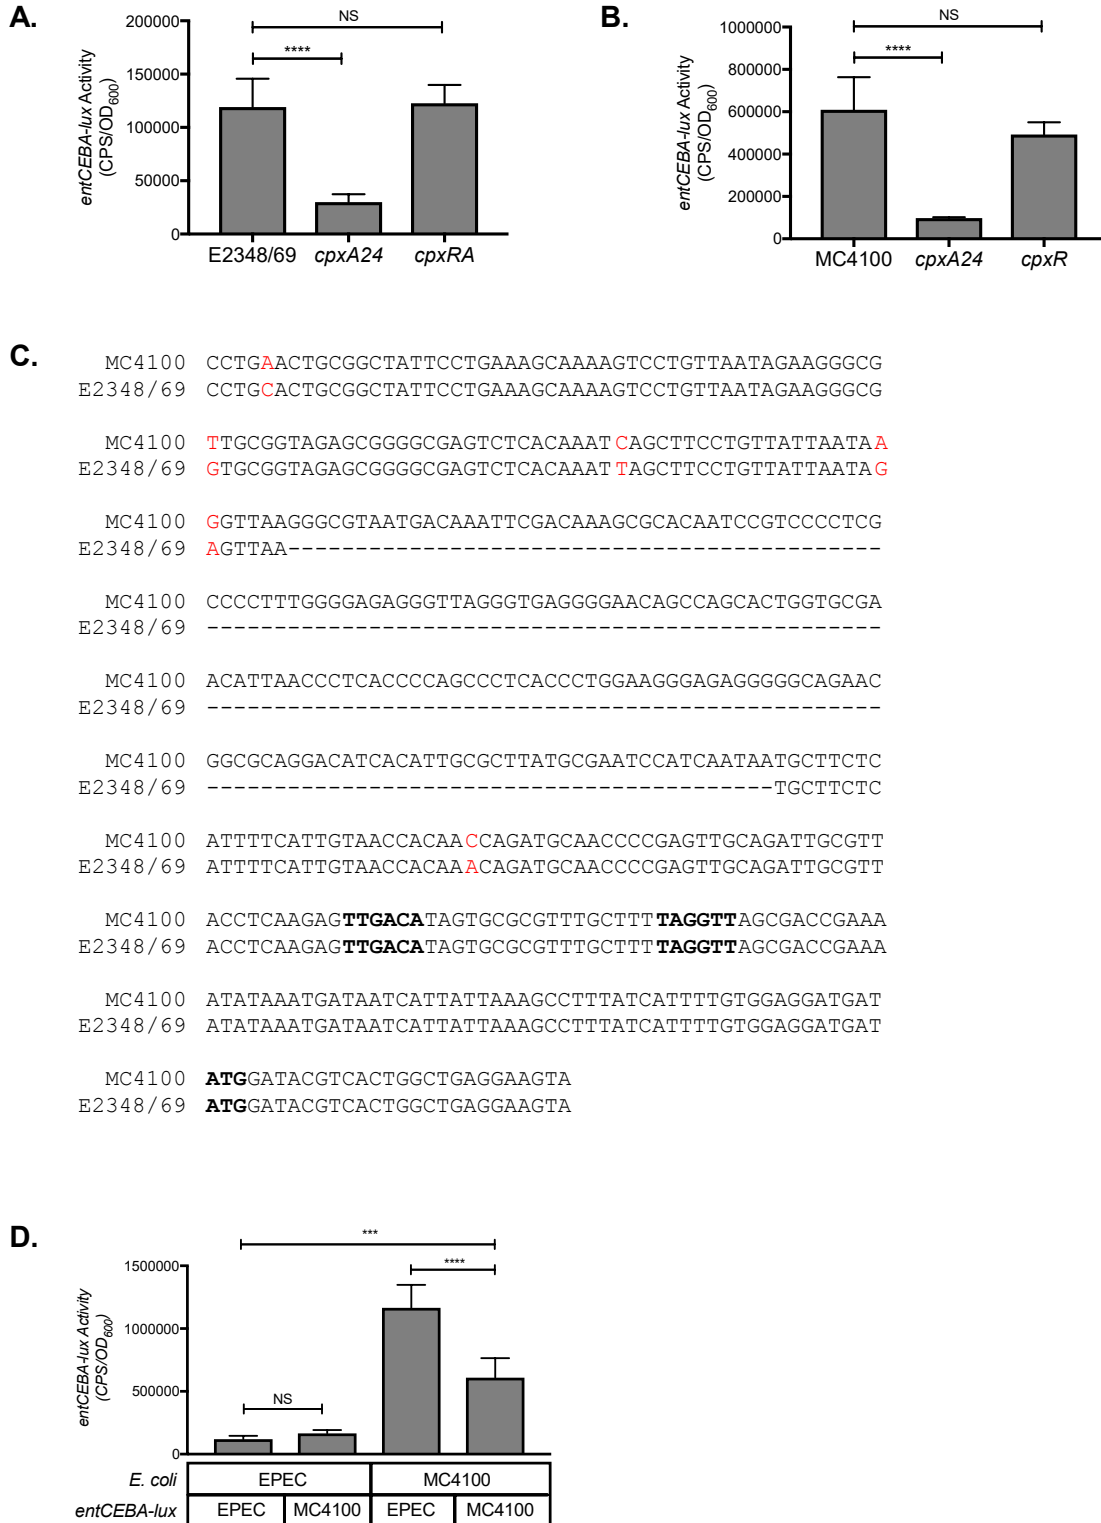 A.
entCEBA-lux Activity
(CPS/OD600)
200000
150000
100000
50000
0
NS
****
E2348/69 cpxA24 cpxRA
B.
entCEBA-lux Activity
(CPS/OD600)
1000000
800000
600000
400000
200000
0
NS
****
MC4100 cpxA24 cpxR
C.
MC4100 CCTGAACTGCGGCTATTCCTGAAAGCAAAAGTCCTGTTAATAGAAGGGCG
E2348/69 CCTGCACTGCGGCTATTCCTGAAAGCAAAAGTCCTGTTAATAGAAGGGCG
MC4100 TTGCGGTAGAGCGGGGCGAGTCTCACAAATCAGCTTCCTGTTATTAATAA
E2348/69 GTGCGGTAGAGCGGGGCGAGTCTCACAAATTAGCTTCCTGTTATTAATAG
MC4100 GGTTAAGGGCGTAATGACAAATTCGACAAAGCGCACAATCCGTCCCCTCG
E2348/69 AGTTAA--------------------------------------------
MC4100 CCCCTTTGGGGAGAGGGTTAGGGTGAGGGGAACAGCCAGCACTGGTGCGA
E2348/69 --------------------------------------------------
MC4100 ACATTAACCCTCACCCCAGCCCTCACCCTGGAAGGGAGAGGGGGCAGAAC
E2348/69 --------------------------------------------------
MC4100 GGCGCAGGACATCACATTGCGCTTATGCGAATCCATCAATAATGCTTCTC
E2348/69 ------------------------------------------TGCTTCTC
MC4100 ATTTTCATTGTAACCACAACCAGATGCAACCCCGAGTTGCAGATTGCGTT
E2348/69 ATTTTCATTGTAACCACAAACAGATGCAACCCCGAGTTGCAGATTGCGTT
MC4100 ACCTCAAGAGTTGACATAGTGCGCGTTTGCTTTTAGGTTAGCGACCGAAA
E2348/69 ACCTCAAGAGTTGACATAGTGCGCGTTTGCTTTTAGGTTAGCGACCGAAA
MC4100 ATATAAATGATAATCATTATTAAAGCCTTTATCATTTTGTGGAGGATGAT
E2348/69 ATATAAATGATAATCATTATTAAAGCCTTTATCATTTTGTGGAGGATGAT
MC4100 ATGGATACGTCACTGGCTGAGGAAGTA
E2348/69 ATGGATACGTCACTGGCTGAGGAAGTA
D.
entCEBA-lux Activity
(CPS/OD600)
1500000
1000000
500000
0
***
****
NS
E. coli EPEC MC4100
entCEBA-lux EPEC MC4100 EPEC MC4100